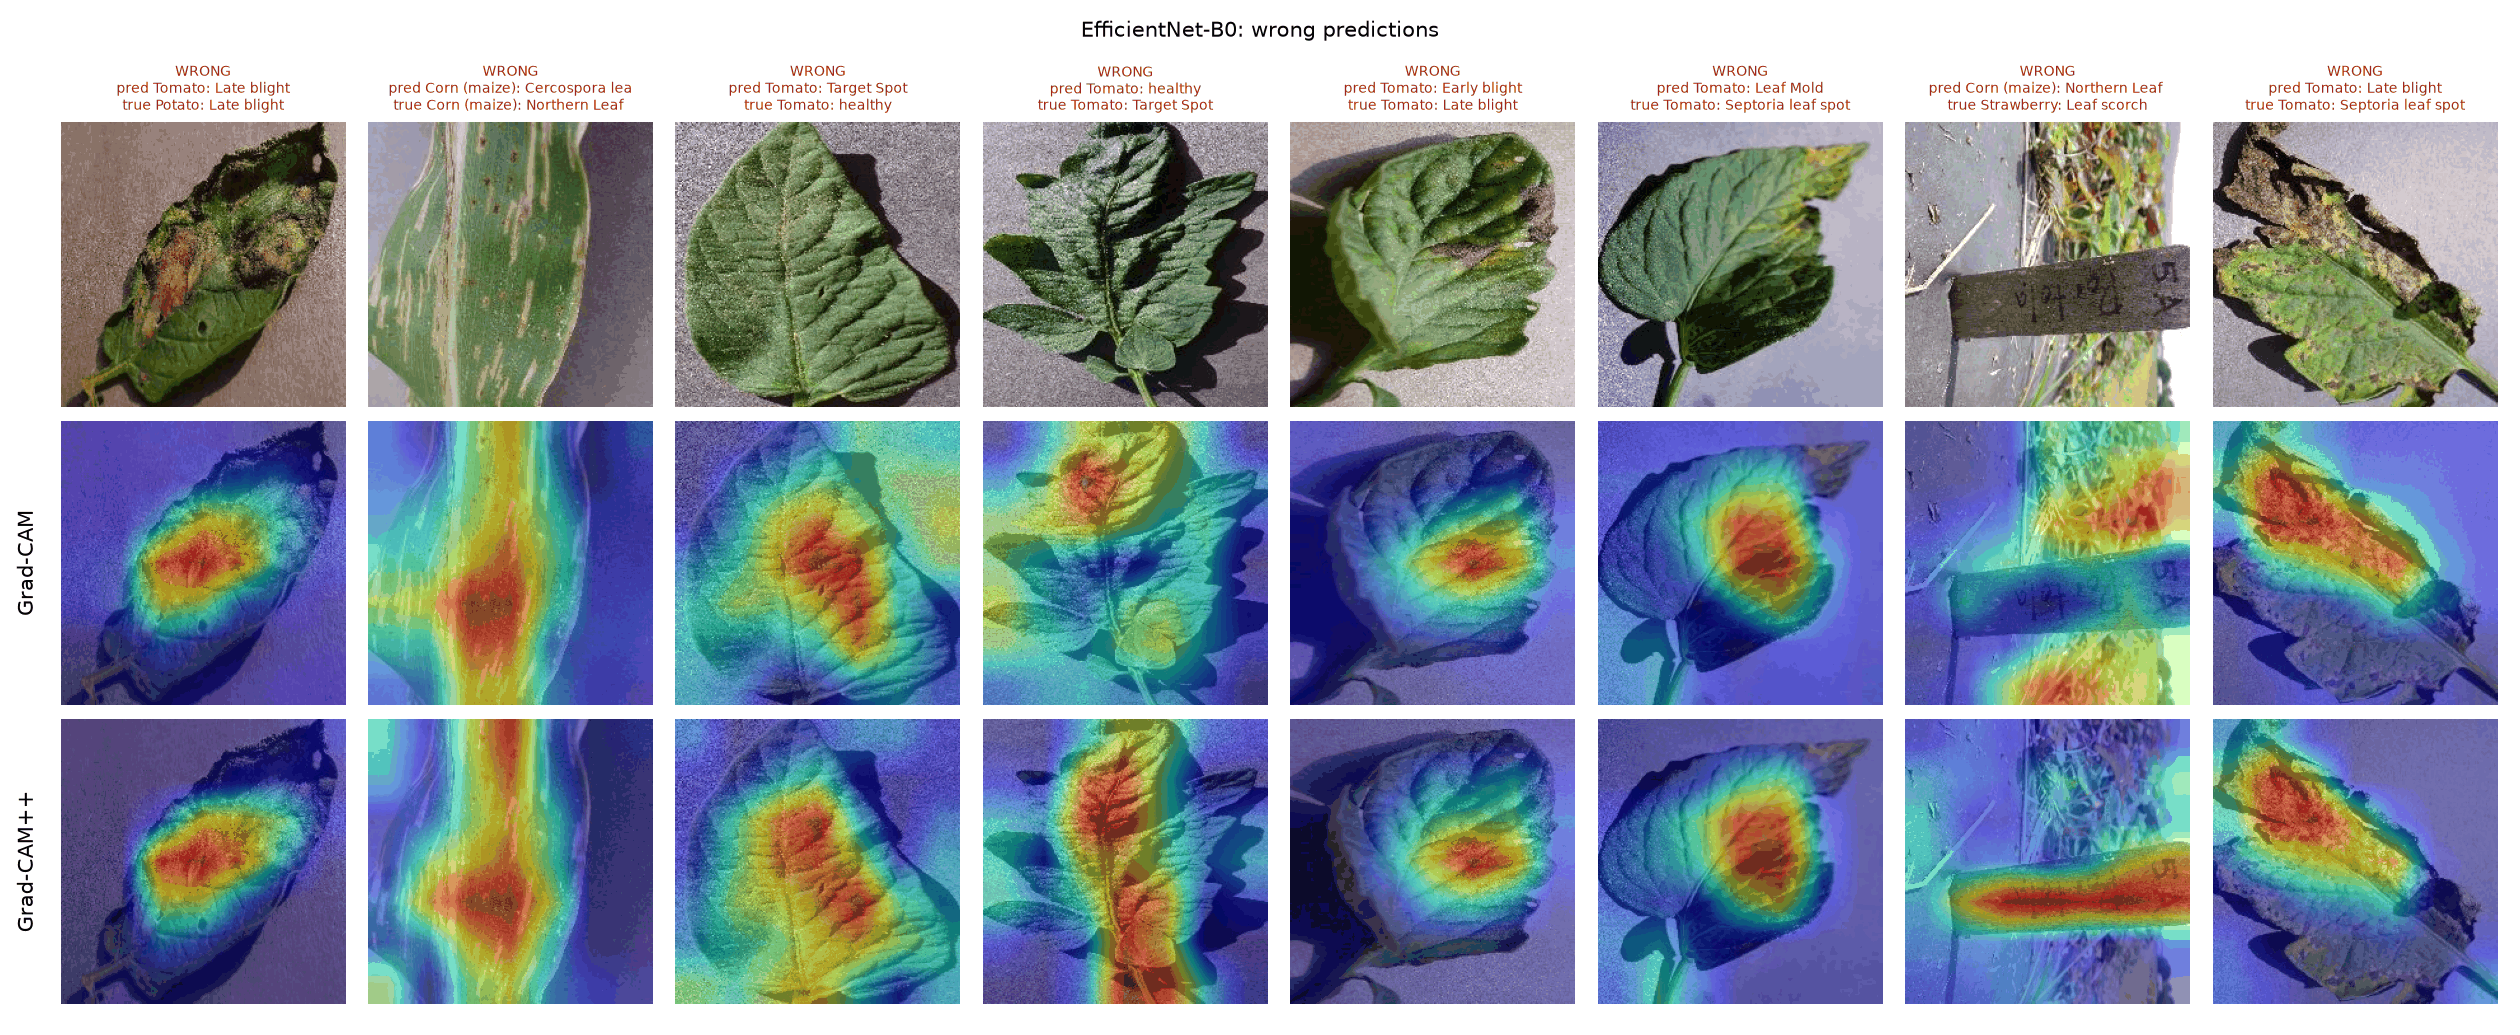 EfficientNet-B0: wrong predictions
WRONG
pred Tomato: Late blight
true Potato: Late blight
WRONG
pred Corn (maize): Cercospora lea
true Corn (maize): Northern Leaf
WRONG
pred Tomato: Target Spot
true Tomato: healthy
WRONG
pred Tomato: healthy
true Tomato: Target Spot
WRONG
pred Tomato: Early blight
true Tomato: Late blight
WRONG
pred Tomato: Leaf Mold
true Tomato: Septoria leaf spot
WRONG
pred Corn (maize): Northern Leaf
true Strawberry: Leaf scorch
WRONG
pred Tomato: Late blight
true Tomato: Septoria leaf spot
Grad-CAM
Grad-CAM++